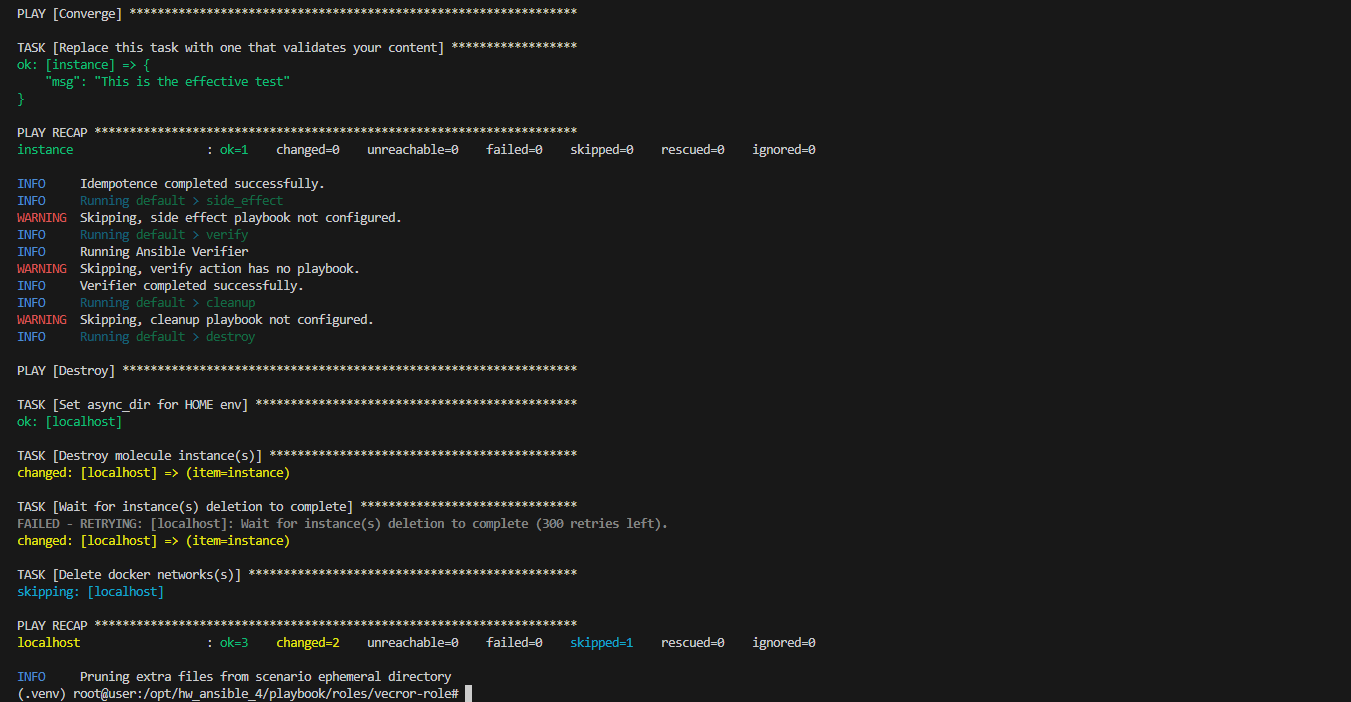 PLAY [Converge] ****************************************************************
TASK [Replace this task with one that validates your content] ******************
ok: [instance] => {
    "msg": "This is the effective test"
}
PLAY RECAP *********************************************************************
instance                   : ok=1    changed=0    unreachable=0    failed=0    skipped=0    rescued=0    ignored=0
INFO     Idempotence completed successfully.
INFO     Running default > side_effect
WARNING  Skipping, side effect playbook not configured.
INFO     Running default > verify
INFO     Running Ansible Verifier
WARNING  Skipping, verify action has no playbook.
INFO     Verifier completed successfully.
INFO     Running default > cleanup
WARNING  Skipping, cleanup playbook not configured.
INFO     Running default > destroy
PLAY [Destroy] *****************************************************************
TASK [Set async_dir for HOME env] **********************************************
ok: [localhost]
TASK [Destroy molecule instance(s)] ********************************************
changed: [localhost] => (item=instance)
TASK [Wait for instance(s) deletion to complete] *******************************
FAILED - RETRYING: [localhost]: Wait for instance(s) deletion to complete (300 retries left).
changed: [localhost] => (item=instance)
TASK [Delete docker networks(s)] ***********************************************
skipping: [localhost]
PLAY RECAP *********************************************************************
localhost                  : ok=3    changed=2    unreachable=0    failed=0    skipped=1    rescued=0    ignored=0
INFO     Pruning extra files from scenario ephemeral directory
(.venv) root@user:/opt/hw_ansible_4/playbook/roles/vecror-role#